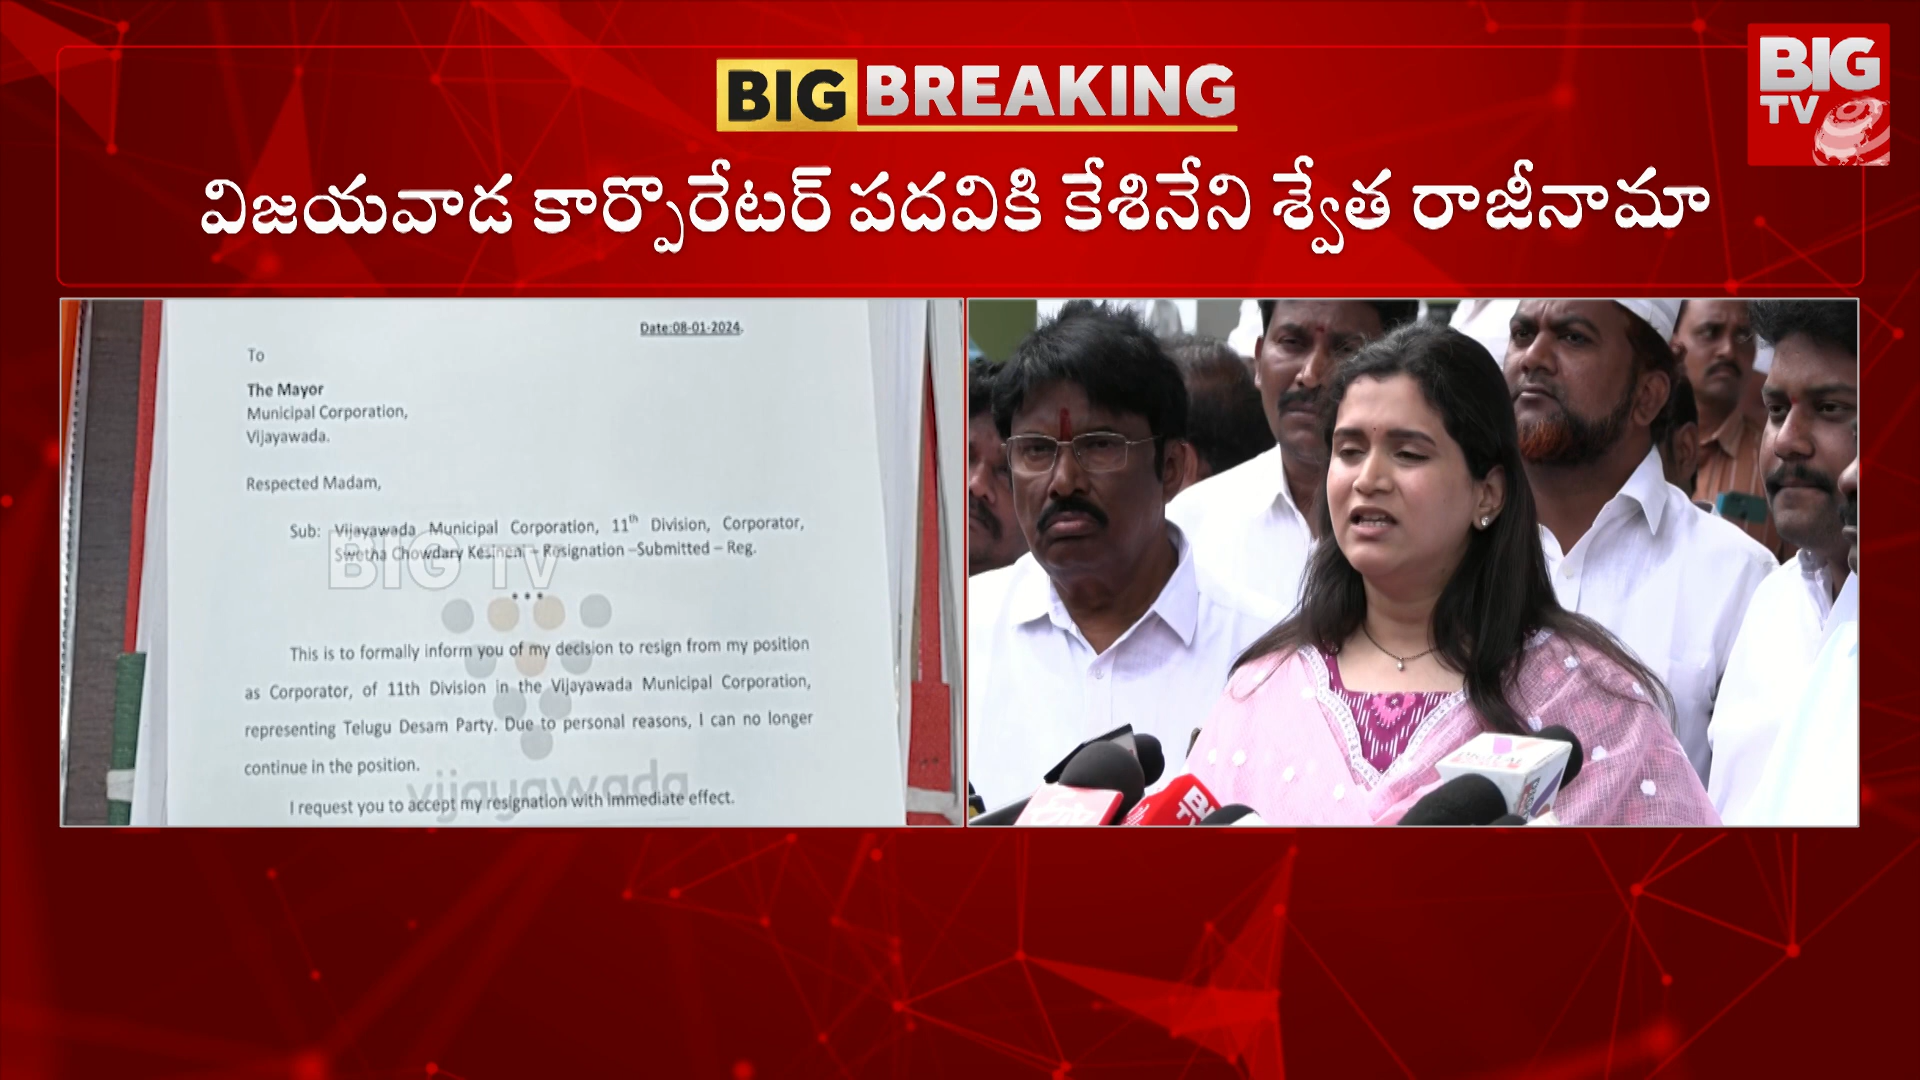 BIG BREAKING
BIG
TV
విజయవాడ కార్పొరేటర్ పదవికి కేశినేని శ్వేత రాజీనామా
Date:08-01-2024.
To
The Mayor
Municipal Corporation,
Vijayawada.
Respected Madam,
Sub: Vijayawada Municipal Corporation, 11th Division, Corporator,
Swetha Chowdary Kesineni – Resignation –Submitted – Reg.
BIG TV
***
This is to formally inform you of my decision to resign from my position
as Corporator, of 11th Division in the Vijayawada Municipal Corporation,
representing Telugu Desam Party. Due to personal reasons, I can no longer
continue in the position.
vijayawada
I request you to accept my resignation with immediate effect.
BIG
TV